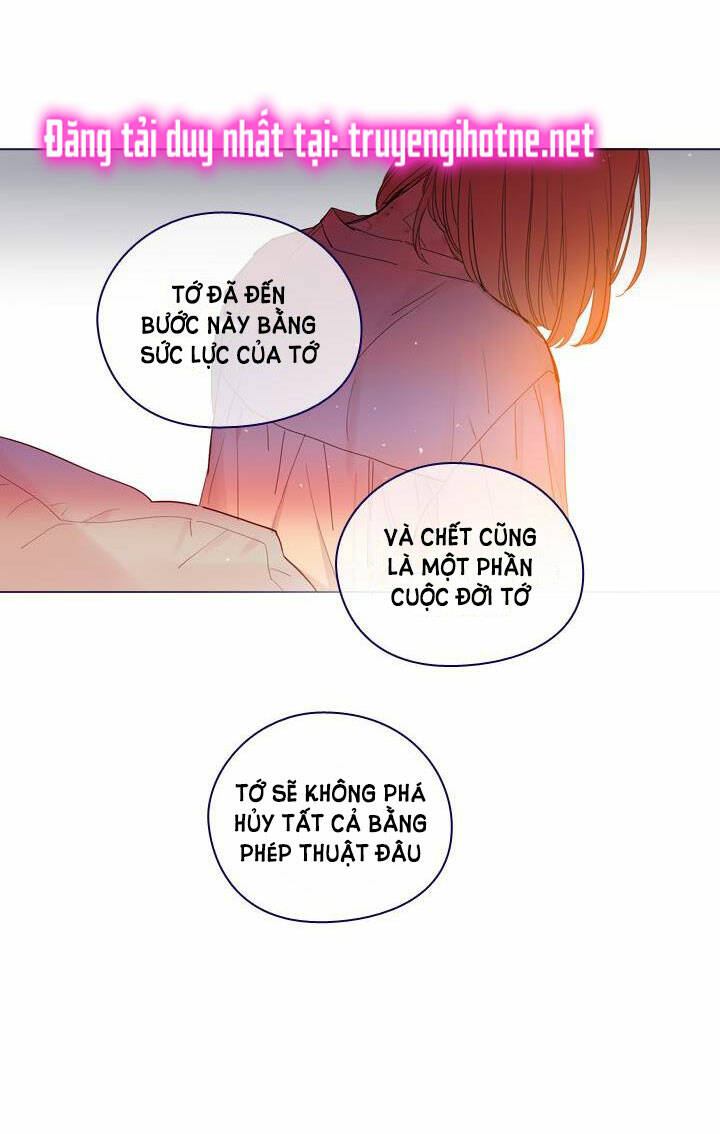 Đăng tải duy nhất tại: truyengihotne.net
TỚ ĐÃ ĐẾN
BƯỚC NÀY BẰNG
SỨC LỰC CỦA TỚ
VÀ CHẾT CŨNG
LÀ MỘT PHẦN
CUỘC ĐỜI TỚ
TỚ SẼ KHÔNG PHÁ
HỦY TẤT CẢ BẰNG
PHÉP THUẬT ĐÂU